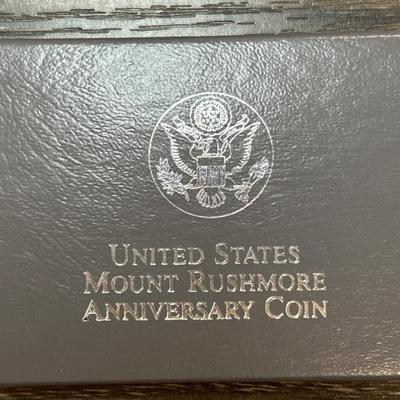 United States
Mount Rushmore
Anniversary Coin